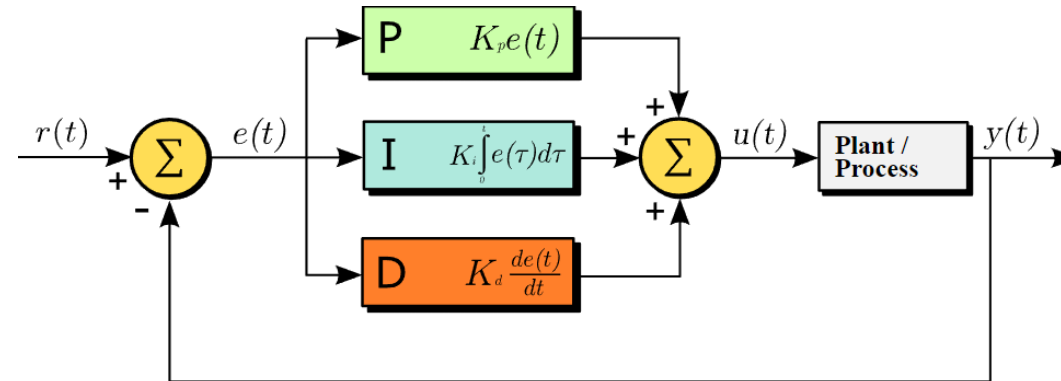 P K_p e(t)
r(t) + - Σ e(t)
I K_i ∫_0^t e(τ)dτ
+ + + Σ u(t)
Plant /
Process
y(t)
D K_d de(t)/dt